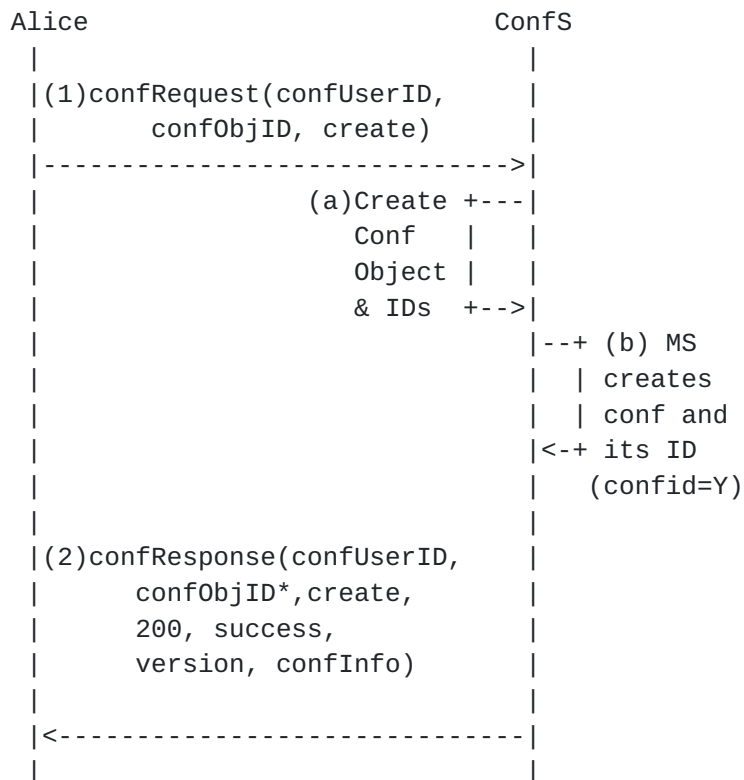 Alice ConfS
(1)confRequest(confUserID,
confObjID, create)
(a)Create
Conf
Object
& IDs
(b) MS
creates
conf and
its ID
(confid=Y)
(2)confResponse(confUserID,
confObjID*,create,
200, success,
version, confInfo)